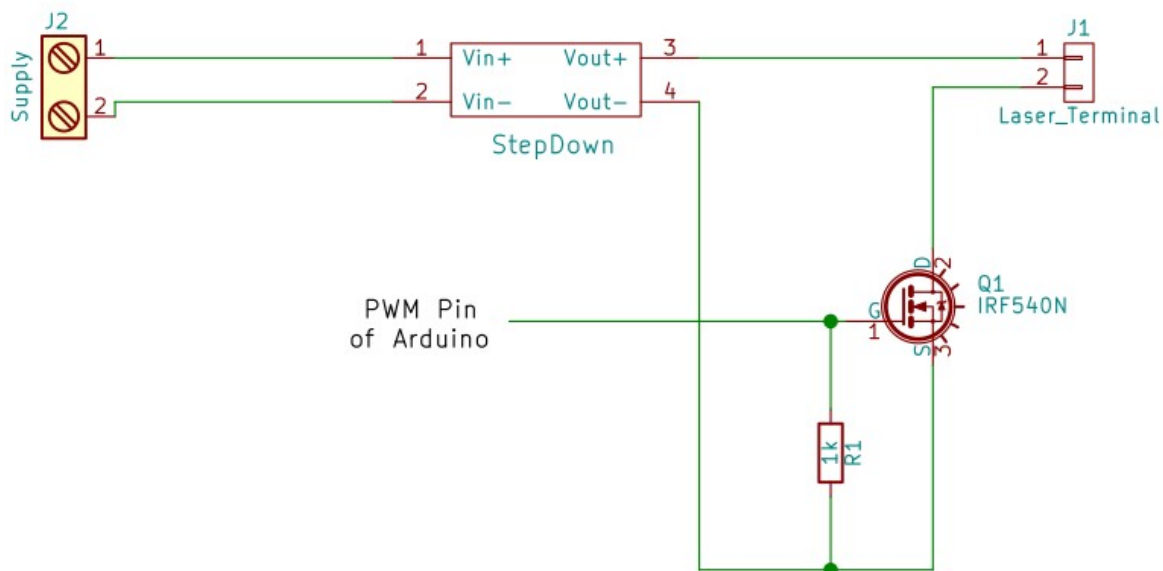 J2
Supply
1
2
1
2
Vin+
Vin-
Vout+
Vout-
3
4
StepDown
J1
1
2
Laser_Terminal
PWM Pin
of Arduino
G
1
D
2
S
3
Q1
IRF540N
1k
R1